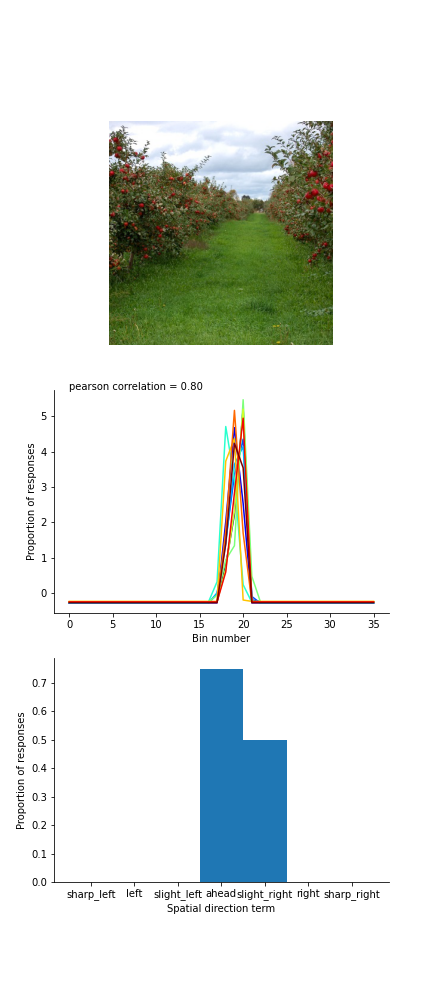 pearson correlation = 0.80
5
4
3
2
1
0
Proportion of responses
0 5 10 15 20 25 30 35
Bin number
0.7
0.6
0.5
0.4
0.3
0.2
0.1
0.0
Proportion of responses
sharp_left left slight_left ahead slight_right right sharp_right
Spatial direction term